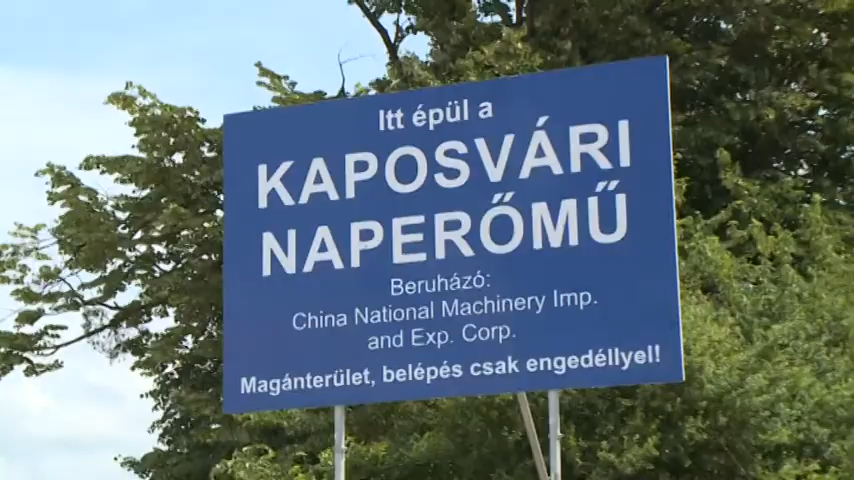 Itt épül a
KAPOSVÁRI
NAPERŐMŰ
Beruházó:
China National Machinery Imp.
and Exp. Corp.
Magánterület, belépés csak engedéllyel!